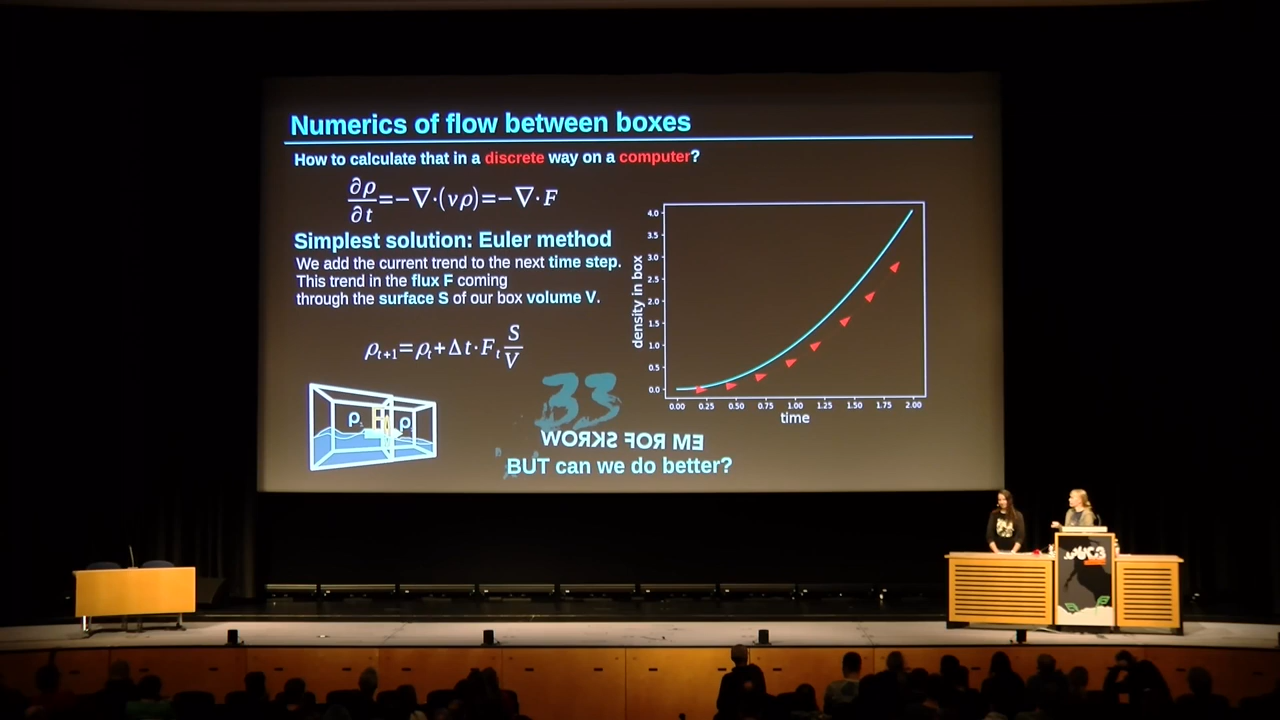 Numerics of flow between boxes
How to calculate that in a discrete way on a computer?
∂ρ/∂t=−∇·(vρ)=−∇·F
Simplest solution: Euler method
We add the current trend to the next time step.
This trend in the flux F coming
through the surface S of our box volume V.
ρt+1=ρt+Δt·Ft S/V
ρ ρ
33
WORKS FOR ME
BUT can we do better?
density in box
4.0
3.5
3.0
2.5
2.0
1.5
1.0
0.5
0.0
0.00 0.25 0.50 0.75 1.00 1.25 1.50 1.75 2.00
time